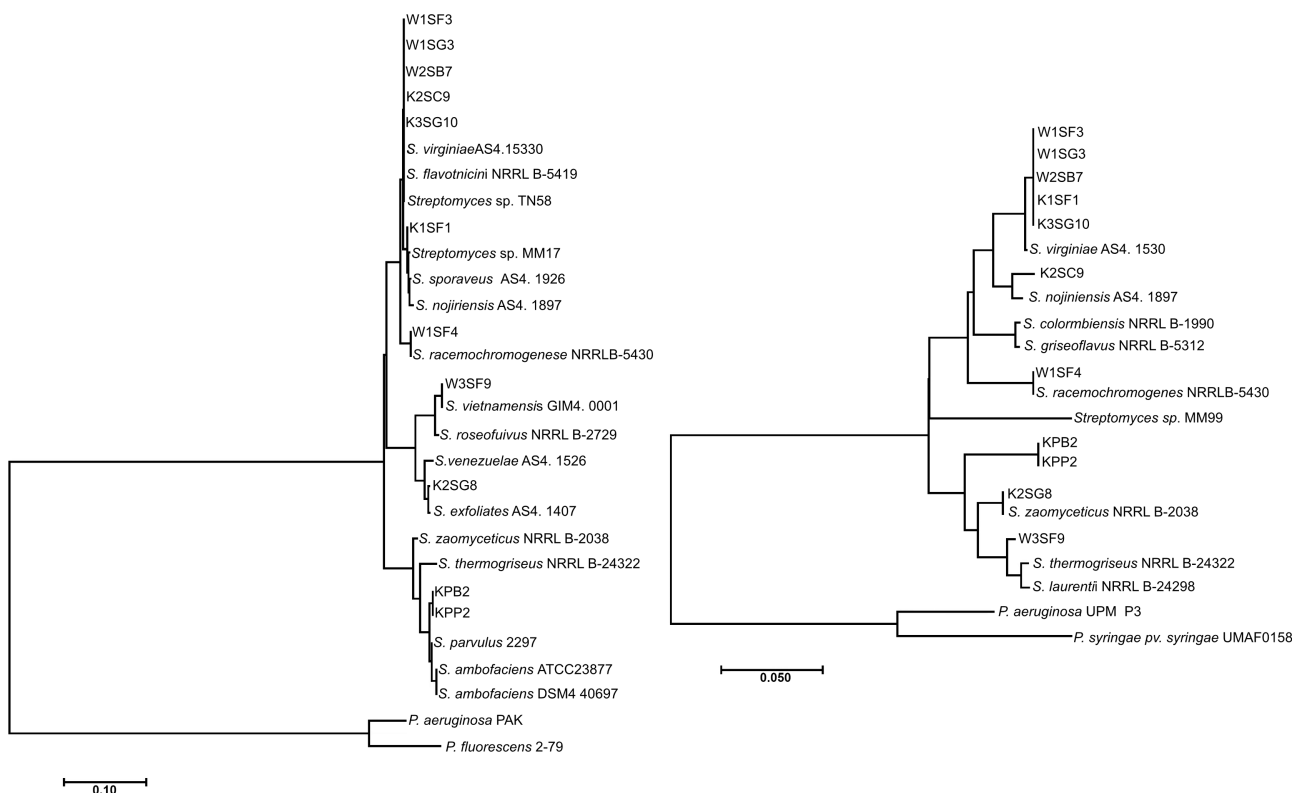 W1SF3
W1SG3
W2SB7
K2SC9
K3SG10
S. virginiaeAS4.15330
S. flavotnicini NRRL B-5419
Streptomyces sp. TN58
K1SF1
Streptomyces sp. MM17
S. sporaveus AS4. 1926
S. nojiriensis AS4. 1897
W1SF4
S. racemochromogenese NRRLB-5430
W3SF9
S. vietnamensis GIM4. 0001
S. roseofuivus NRRL B-2729
S.venezuelae AS4. 1526
K2SG8
S. exfoliates AS4. 1407
S. zaomyceticus NRRL B-2038
S. thermogriseus NRRL B-24322
KPB2
KPP2
S. parvulus 2297
S. ambofaciens ATCC23877
S. ambofaciens DSM4 40697
P. aeruginosa PAK
P. fluorescens 2-79
0.10
W1SF3
W1SG3
W2SB7
K1SF1
K3SG10
S. virginiae AS4. 1530
K2SC9
S. nojiniensis AS4. 1897
S. colormbiensis NRRL B-1990
S. griseoflavus NRRL B-5312
W1SF4
S. racemochromogenes NRRLB-5430
Streptomyces sp. MM99
KPB2
KPP2
K2SG8
S. zaomyceticus NRRL B-2038
W3SF9
S. thermogriseus NRRL B-24322
S. laurentii NRRL B-24298
P. aeruginosa UPM P3
P. syringae pv. syringae UMAF0158
0.050